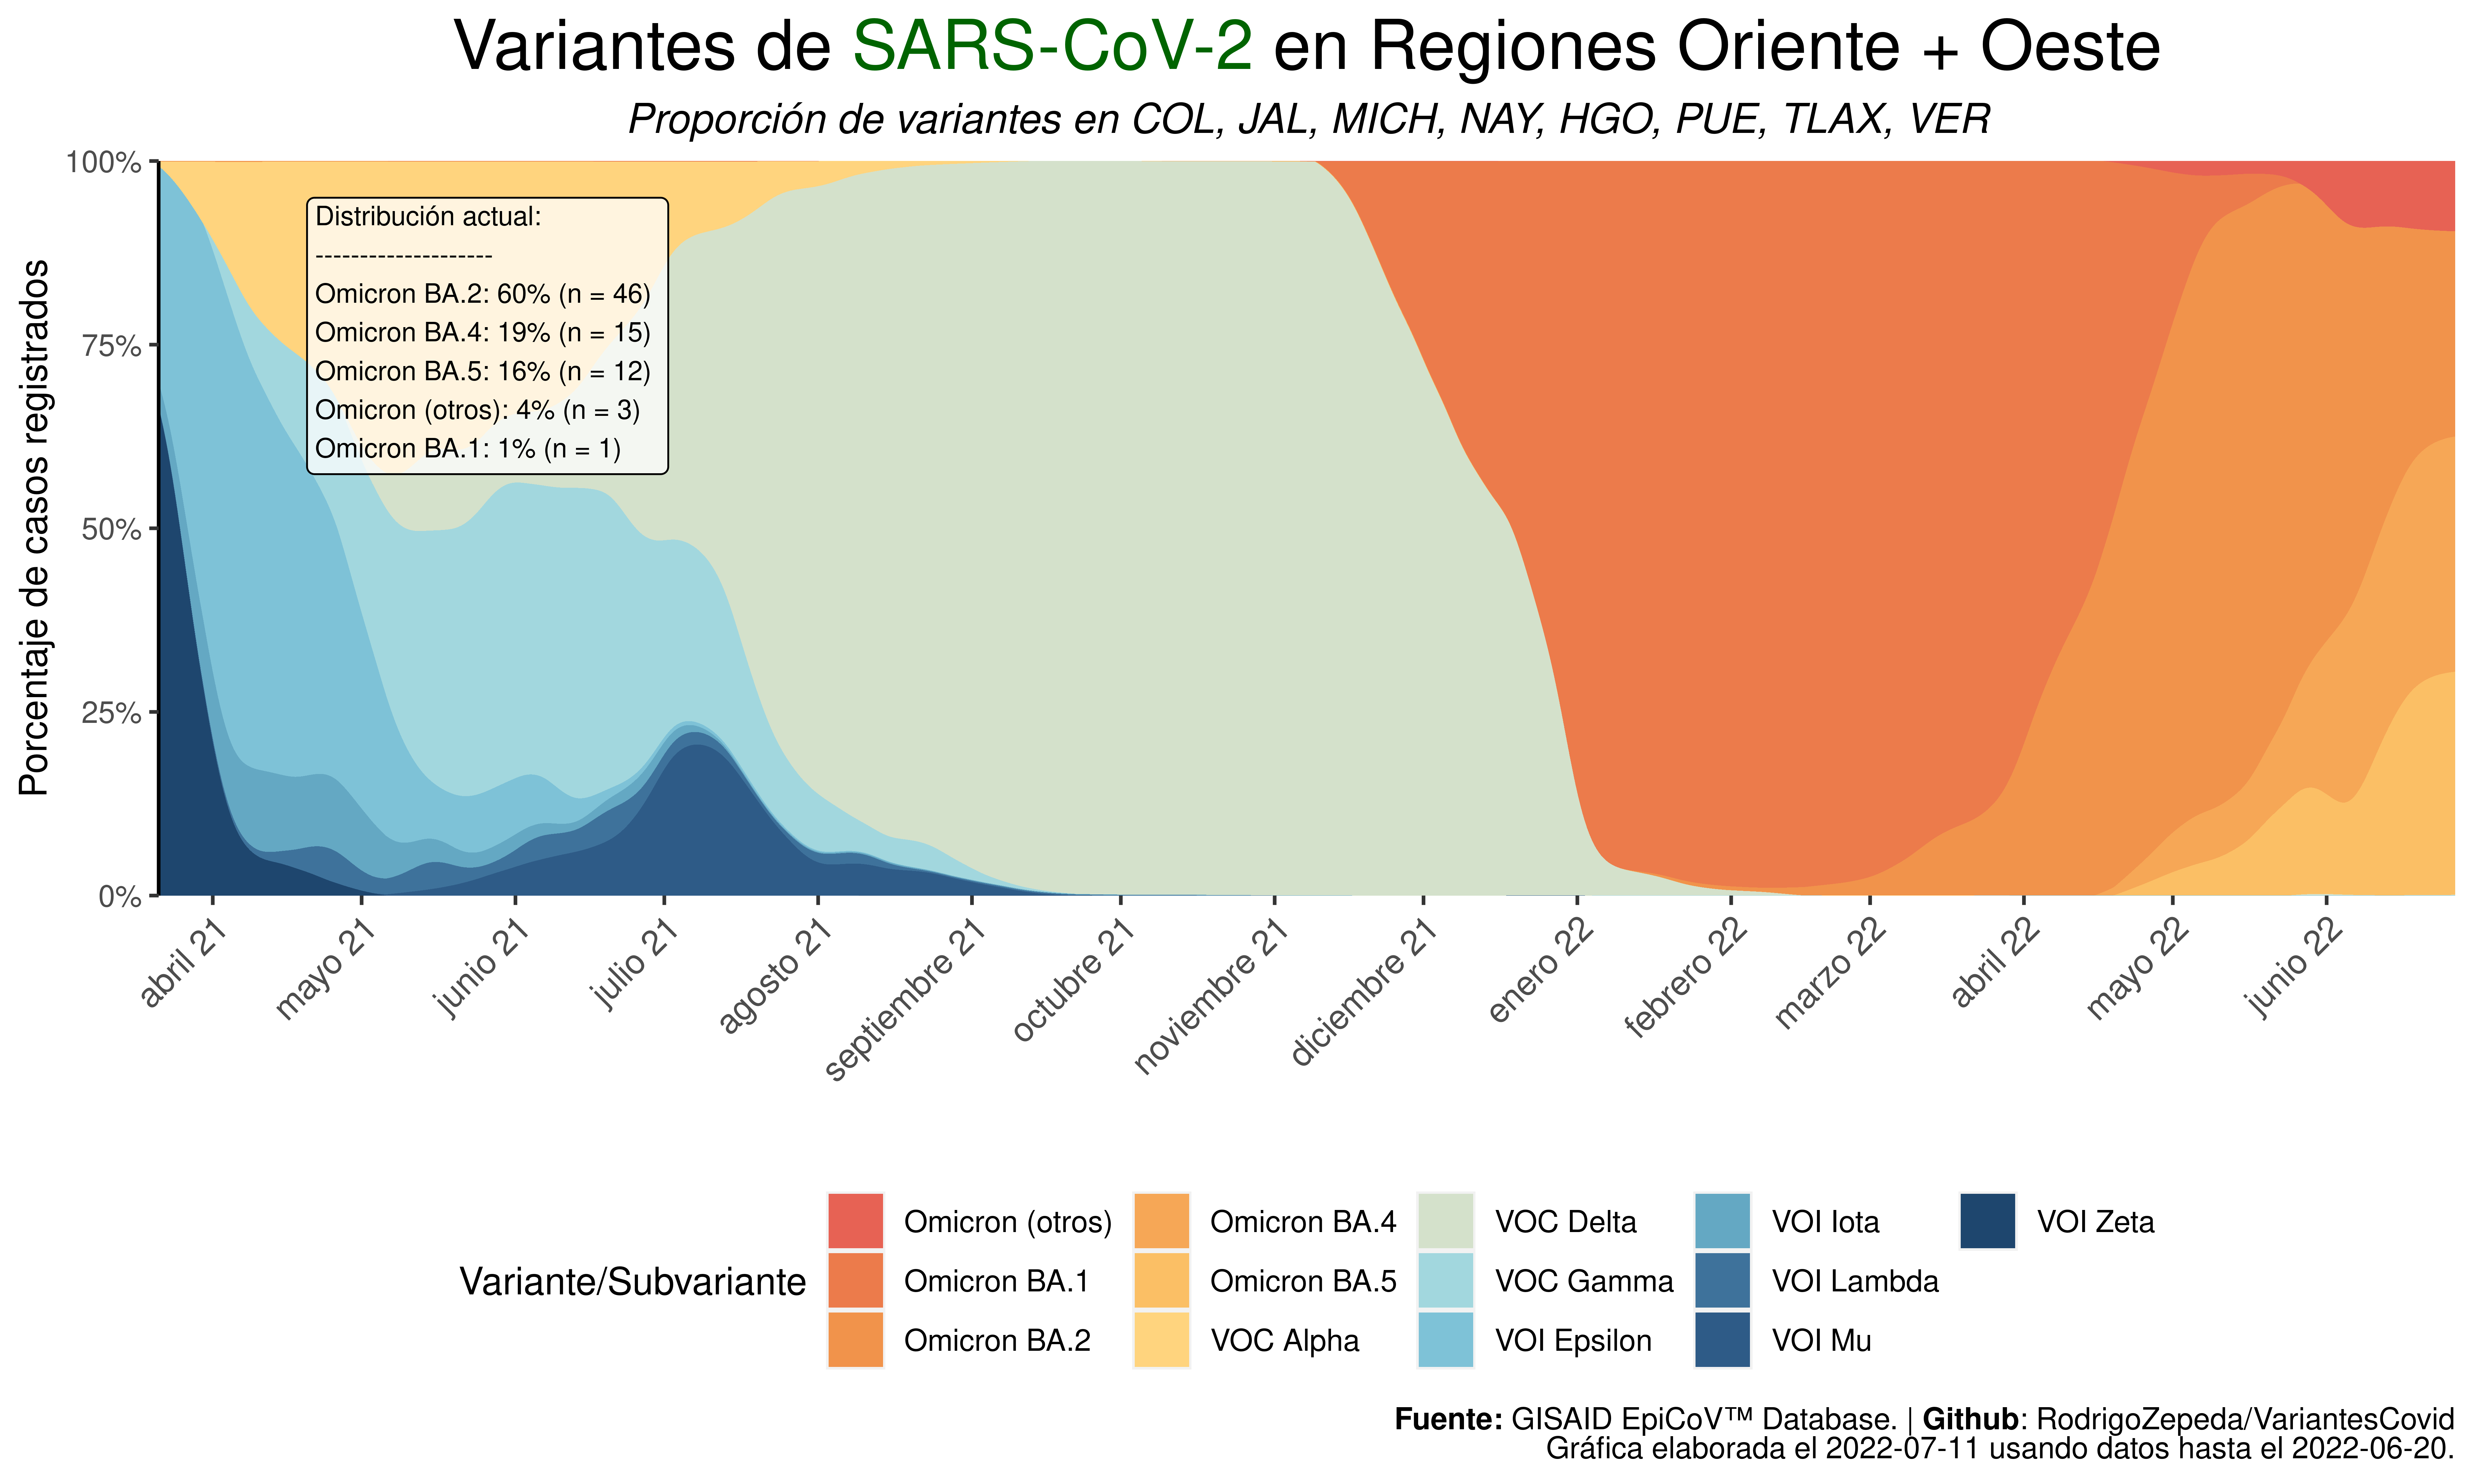 Variantes de SARS-CoV-2 en Regiones Oriente + Oeste
Proporción de variantes en COL, JAL, MICH, NAY, HGO, PUE, TLAX, VER
Porcentaje de casos registrados
100%
75%
50%
25%
0%
Distribución actual:
--------------------
Omicron BA.2: 60% (n = 46)
Omicron BA.4: 19% (n = 15)
Omicron BA.5: 16% (n = 12)
Omicron (otros): 4% (n = 3)
Omicron BA.1: 1% (n = 1)
abril 21
mayo 21
junio 21
julio 21
agosto 21
septiembre 21
octubre 21
noviembre 21
diciembre 21
enero 22
febrero 22
marzo 22
abril 22
mayo 22
junio 22
Variante/Subvariante
Omicron (otros)
Omicron BA.1
Omicron BA.2
Omicron BA.4
Omicron BA.5
VOC Alpha
VOC Delta
VOC Gamma
VOI Epsilon
VOI Iota
VOI Lambda
VOI Mu
VOI Zeta
Fuente: GISAID EpiCoV™ Database. | Github: RodrigoZepeda/VariantesCovid
Gráfica elaborada el 2022-07-11 usando datos hasta el 2022-06-20.